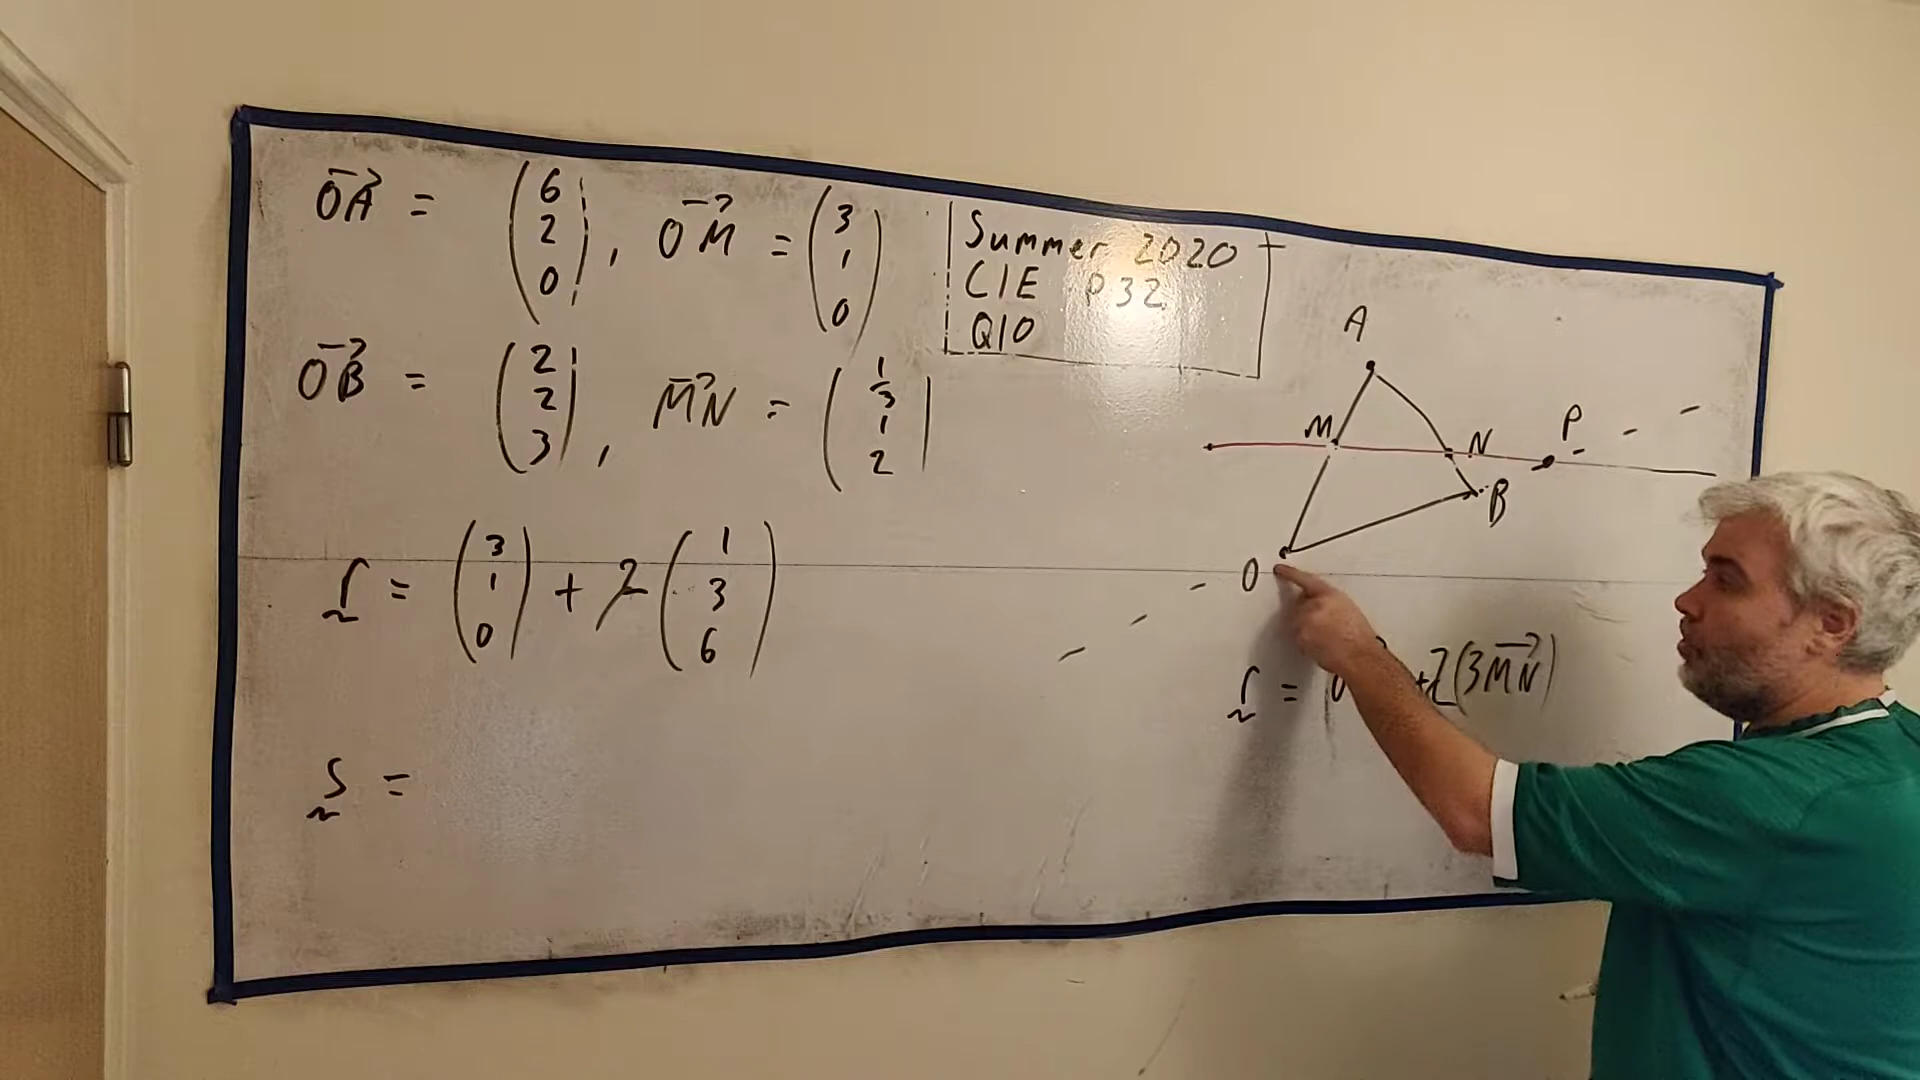 OA = (6 2 0), OM = (3 1 0)
Summer 2020
CIE P32
Q10
OB = (2 2 3), MN = (1/3 1 2)
r = (3 1 0) + λ(1 3 6)
s =
A
M
N
P
B
O
r = + λ(3MN)